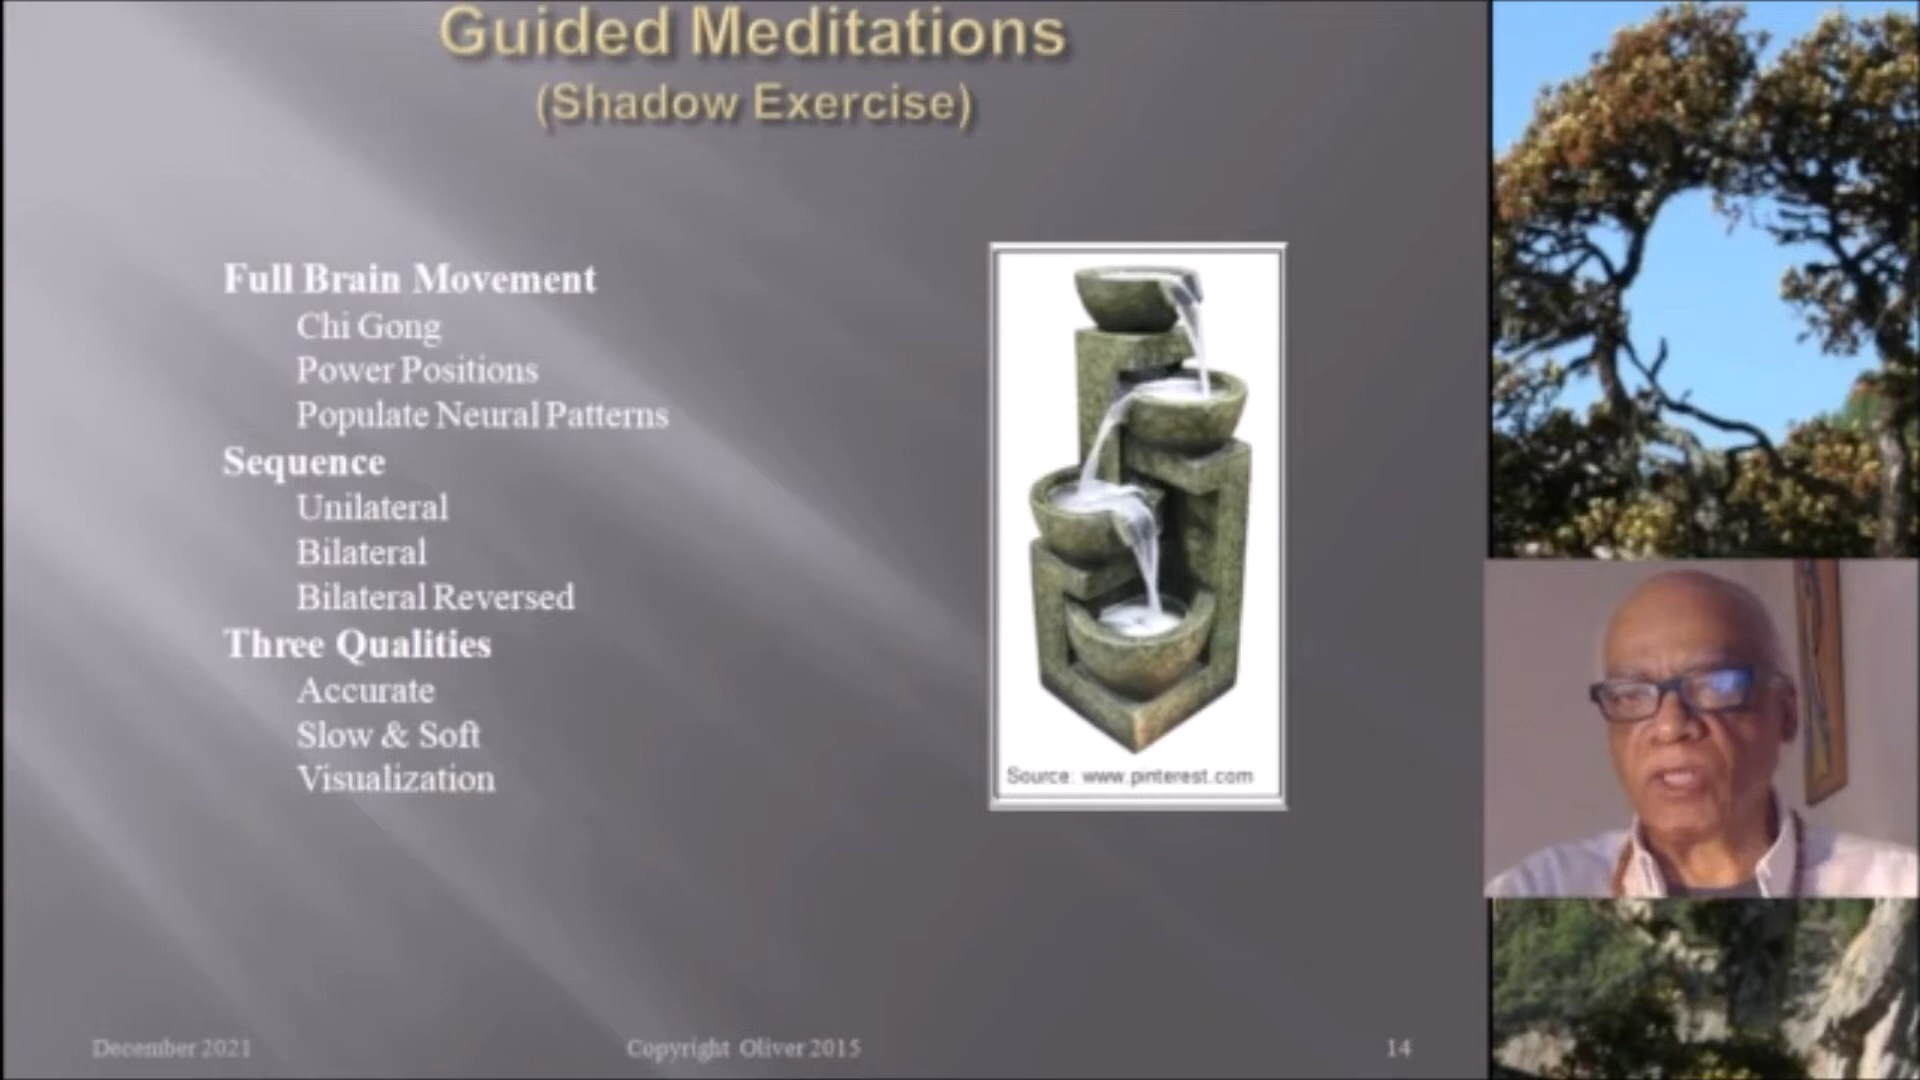 Guided Meditations
(Shadow Exercise)
Full Brain Movement
Chi Gong
Power Positions
Populate Neural Patterns
Sequence
Unilateral
Bilateral
Bilateral Reversed
Three Qualities
Accurate
Slow & Soft
Visualization
Source: www.pinterest.com
December 2021
Copyright Oliver 2015
14